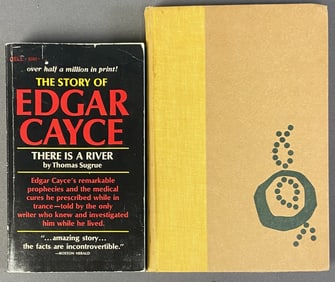 DELL
over half a million in print!
THE STORY OF
EDGAR
CAYCE
THERE IS A RIVER
by Thomas Sugrue
Edgar Cayce's remarkable
prophecies and the medical
cures he prescribed while in
trance—told by the only
writer who knew and investigated
him while he lived.
"...amazing story...
the facts are incontrovertible."
—BOSTON HERALD